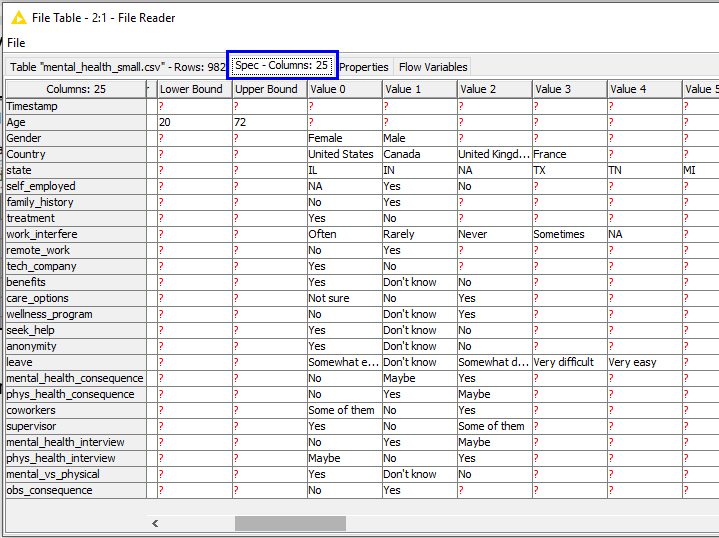 File Table - 2:1 - File Reader
File
Table "mental_health_small.csv" - Rows: 982 Spec - Columns: 25 Properties Flow Variables
Columns: 25 Lower Bound Upper Bound Value 0 Value 1 Value 2 Value 3 Value 4 Value 5
Timestamp ? ? ? ? ? ? ? ?
Age 20 72 ? ? ? ? ? ?
Gender ? ? Female Male ? ? ? ?
Country ? ? United States Canada United Kingd... France ? ?
state ? ? IL IN NA TX TN MI
self_employed ? ? NA Yes No ? ? ?
family_history ? ? No Yes ? ? ? ?
treatment ? ? Yes No ? ? ? ?
work_interfere ? ? Often Rarely Never Sometimes NA ?
remote_work ? ? No Yes ? ? ? ?
tech_company ? ? Yes No ? ? ? ?
benefits ? ? Yes Don't know No ? ? ?
care_options ? ? Not sure No Yes ? ? ?
wellness_program ? ? No Don't know Yes ? ? ?
seek_help ? ? Yes Don't know No ? ? ?
anonymity ? ? Yes Don't know No ? ? ?
leave ? ? Somewhat e... Don't know Somewhat d... Very difficult Very easy ?
mental_health_consequence ? ? No Maybe Yes ? ? ?
phys_health_consequence ? ? No Yes Maybe ? ? ?
coworkers ? ? Some of them No Yes ? ? ?
supervisor ? ? Yes No Some of them ? ? ?
mental_health_interview ? ? No Yes Maybe ? ? ?
phys_health_interview ? ? Maybe No Yes ? ? ?
mental_vs_physical ? ? Yes Don't know No ? ? ?
obs_consequence ? ? No Yes ? ? ? ?